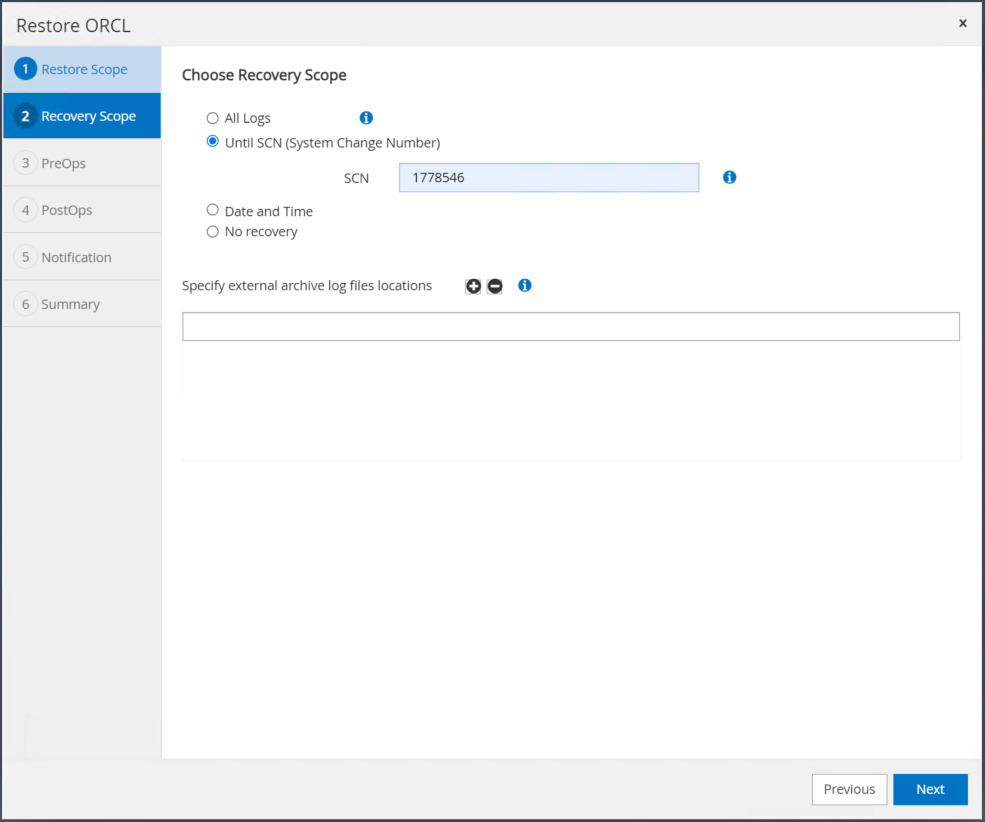 Restore ORCL
×
1 Restore Scope
2 Recovery Scope
3 PreOps
4 PostOps
5 Notification
6 Summary
Choose Recovery Scope
All Logs
Until SCN (System Change Number)
SCN 1778546
Date and Time
No recovery
Specify external archive log files locations
Previous Next